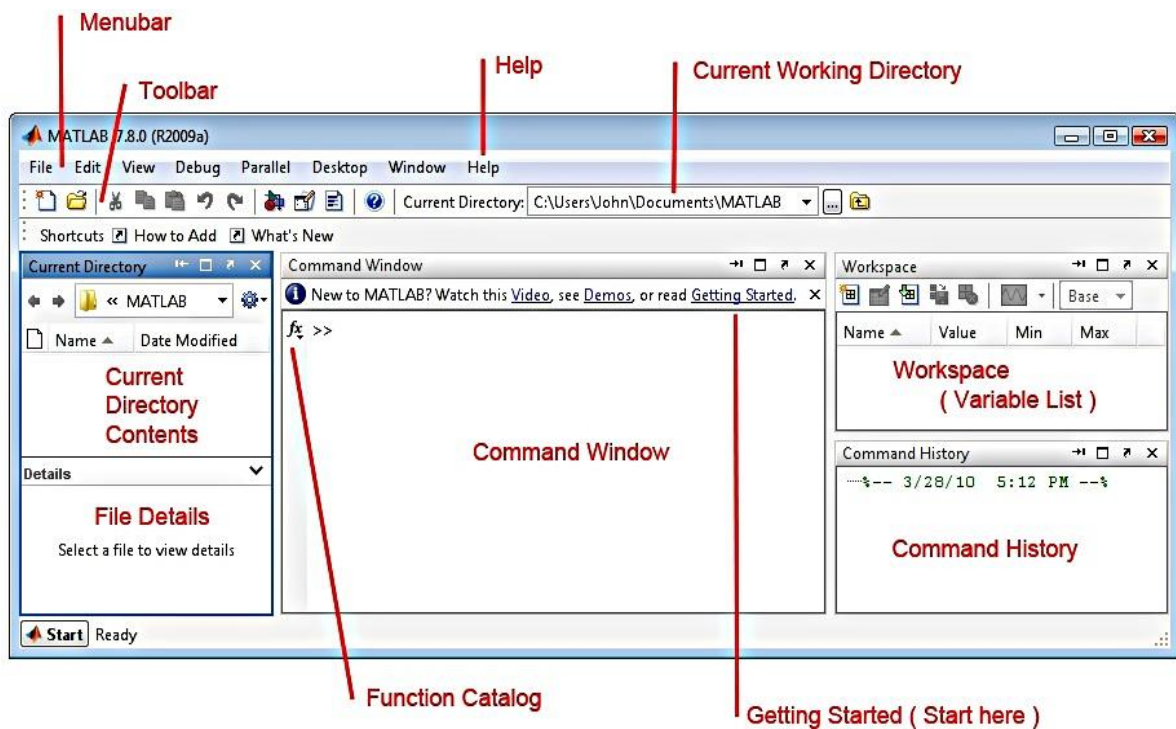 Menubar
Help
Current Working Directory
Toolbar
MATLAB 7.8.0 (R2009a)
File Edit View Debug Parallel Desktop Window Help
Current Directory: C:\Users\John\Documents\MATLAB
Shortcuts How to Add What's New
Current Directory
« MATLAB
Name Date Modified
Current
Directory
Contents
Details
File Details
Select a file to view details
Command Window
New to MATLAB? Watch this Video, see Demos, or read Getting Started.
fx >>
Command Window
Workspace
Base
Name Value Min Max
Workspace
( Variable List )
Command History
%-- 3/28/10 5:12 PM --%
Command History
Start Ready
Function Catalog
Getting Started ( Start here )